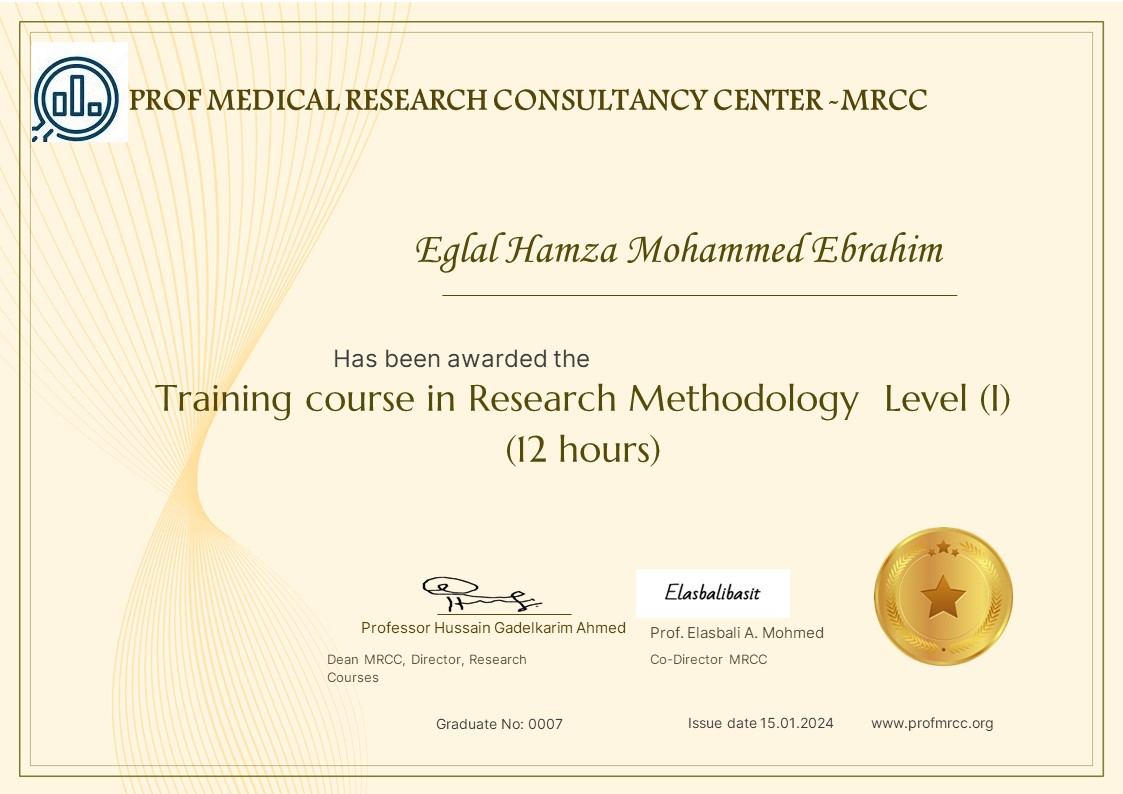 PROF MEDICAL RESEARCH CONSULTANCY CENTER ~MRCC
Eglal Hamza Mohammed Ebrahim
Has been awarded the
Training course in Research Methodology Level (I)
(12 hours)
Elasbalibasit
Professor Hussain Gadelkarim Ahmed
Prof. Elasbali A. Mohmed
Dean MRCC, Director, Research
Courses
Co-Director MRCC
Graduate No: 0007
Issue date 15.01.2024
www.profmrcc.org